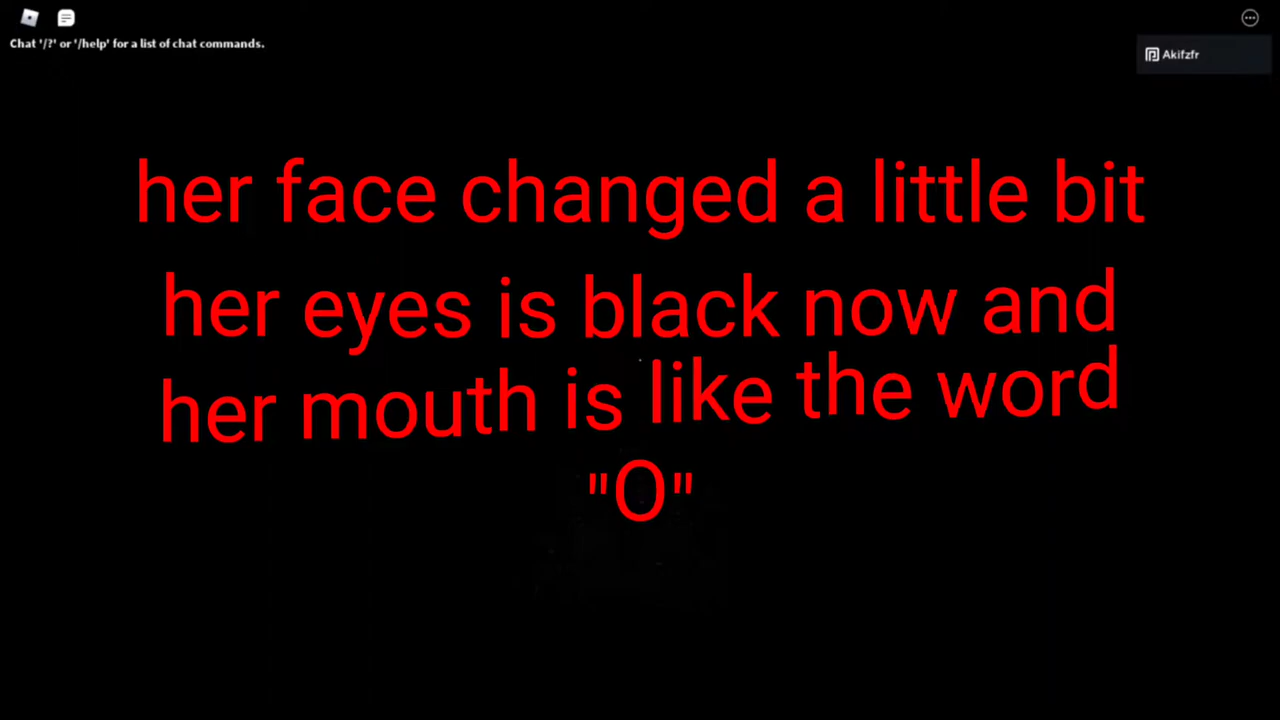 Chat '/?' or '/help' for a list of chat commands.
Akifzfr
her face changed a little bit
her eyes is black now and
her mouth is like the word
"O"